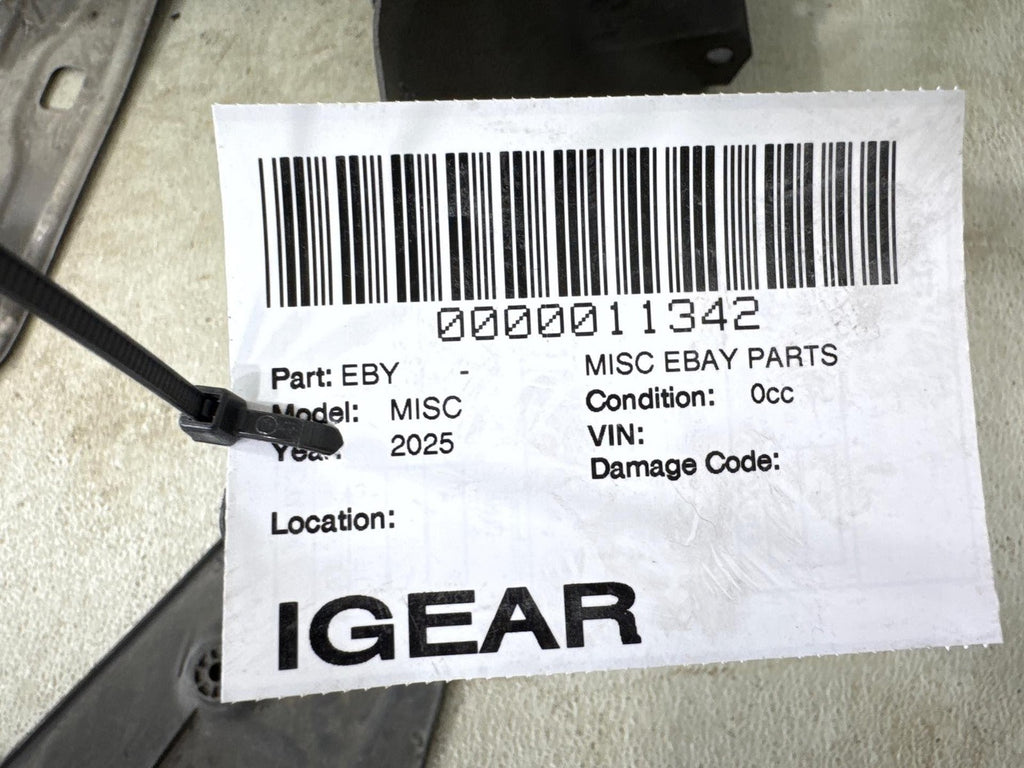 0000011342
Part: EBY - MISC EBAY PARTS
Model: MISC Condition: 0cc
Year: 2025 VIN:
Damage Code:
Location:
IGEAR